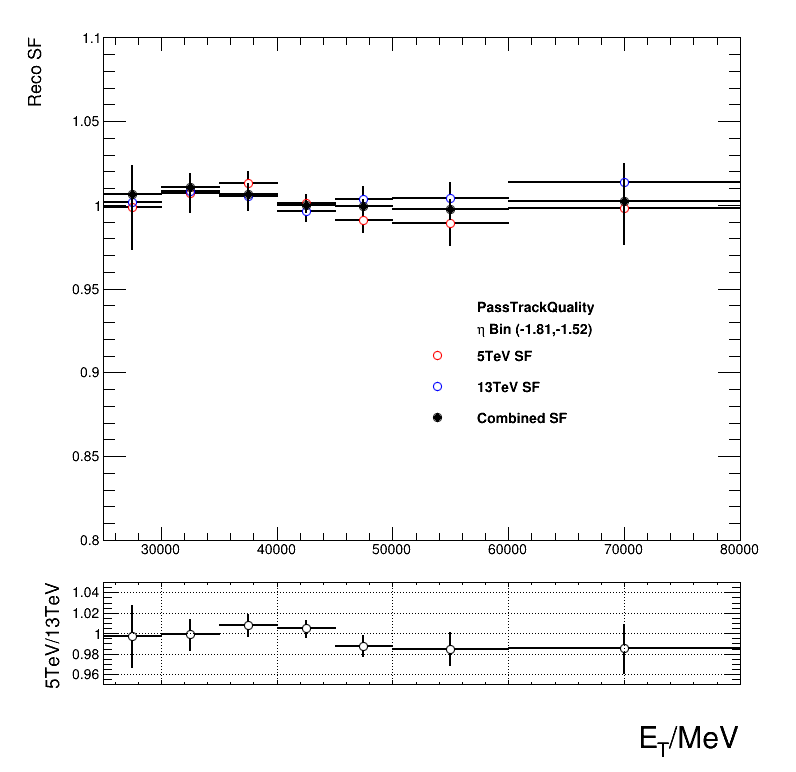 Reco SF
1.1
1.05
1
0.95
0.9
0.85
0.8
PassTrackQuality
η Bin (-1.81,-1.52)
5TeV SF
13TeV SF
Combined SF
30000 40000 50000 60000 70000 80000
5TeV/13TeV
1.04
1.02
1
0.98
0.96
E_T/MeV